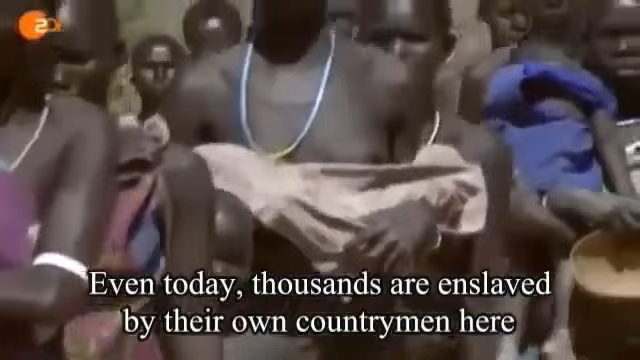 Even today, thousands are enslaved
by their own countrymen here